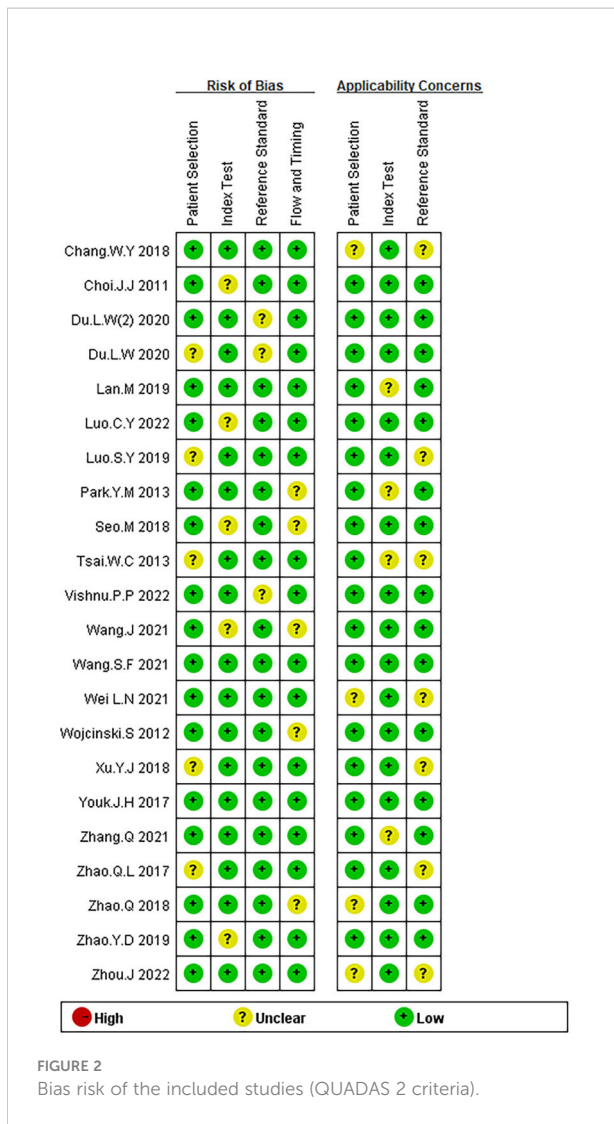 Risk of Bias Applicability Concerns
Patient Selection
Index Test
Reference Standard
Flow and Timing
Patient Selection
Index Test
Reference Standard
Chang.W.Y 2018 + + + + ? + ?
Choi.J.J 2011 + ? + + + + +
Du.L.W(2) 2020 + + ? + + + +
Du.L.W 2020 ? + ? + + + +
Lan.M 2019 + + + + + ? +
Luo.C.Y 2022 + ? + + + + +
Luo.S.Y 2019 ? + + + + + ?
Park.Y.M 2013 + + + ? + ? +
Seo.M 2018 + ? + ? + + +
Tsai.W.C 2013 ? + + + + ? ?
Vishnu.P.P 2022 + + ? + + + +
Wang.J 2021 + ? + ? + + +
Wang.S.F 2021 + + + + + + +
Wei L.N 2021 + + + + ? + ?
Wojcinski.S 2012 + + + ? + + +
Xu.Y.J 2018 ? + + + + + ?
Youk.J.H 2017 + + + + + + +
Zhang.Q 2021 + + + + + ? +
Zhao.Q.L 2017 ? + + + + + ?
Zhao.Q 2018 + + + ? ? + +
Zhao.Y.D 2019 + ? + + + + +
Zhou.J 2022 + + + + ? + ?
- High ? Unclear + Low
FIGURE 2
Bias risk of the included studies (QUADAS 2 criteria).